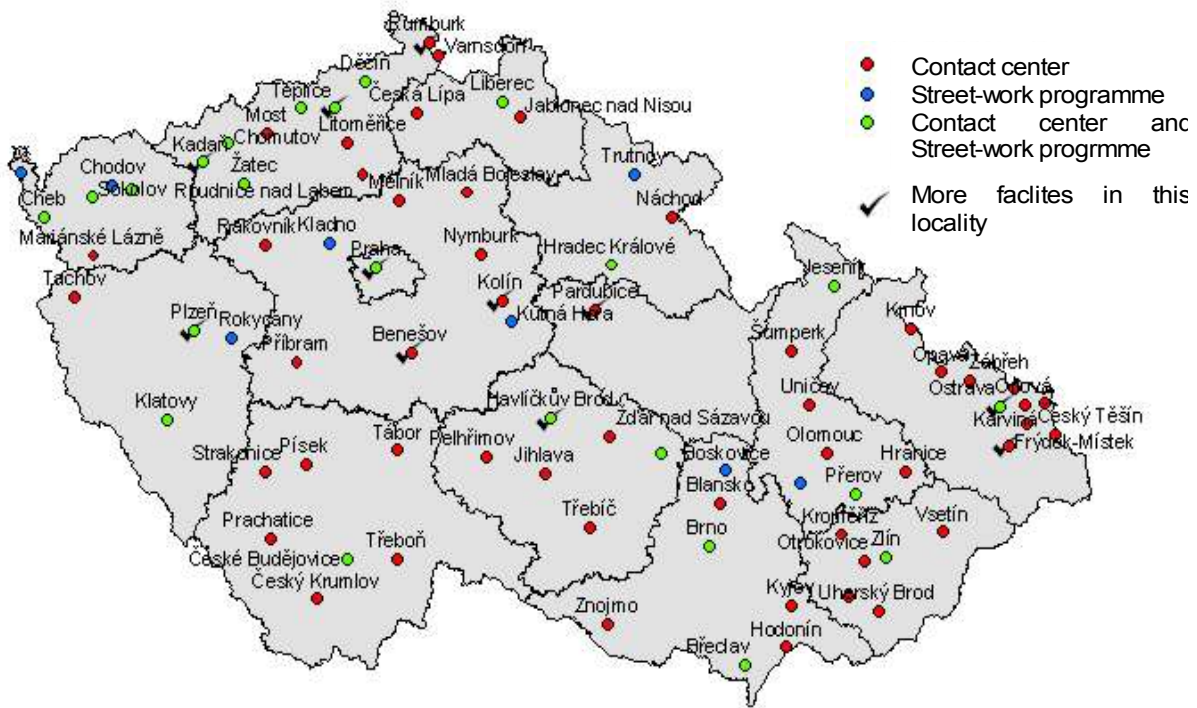 Rumburk
Varnsdorf
Děčín
Teplice
Česká Lípa
Liberec
Jablonec nad Nisou
Most
Litoměřice
Chomutov
Kadaň
Trutnov
Chodov
Žatec
Sokolov
Roudnice nad Labem
Mělník
Mladá Boleslav
Cheb
Náchod
Mariánské Lázně
Rakovník
Kladno
Praha
Nymburk
Hradec Králové
Tachov
Kolín
Pardubice
Jeseník
Plzeň
Rokycany
Kutná Hora
Příbram
Benešov
Šumperk
Krnov
Opava
Zábřeh
Ostrava
Orlová
Uničov
Klatovy
Havlíčkův Brod
Žďár nad Sázavou
Karviná
Český Těšín
Frýdek-Místek
Strakonice
Písek
Tábor
Pelhřimov
Jihlava
Boskovice
Olomouc
Hranice
Blansko
Přerov
Prachatice
Třebíč
Brno
Kroměříž
Vsetín
České Budějovice
Třeboň
Otrokovice
Zlín
Český Krumlov
Kyjov
Uherský Brod
Znojmo
Hodonín
Břeclav
Contact center
Street-work programme
Contact center and
Street-work progrmme
More faclites in this
locality